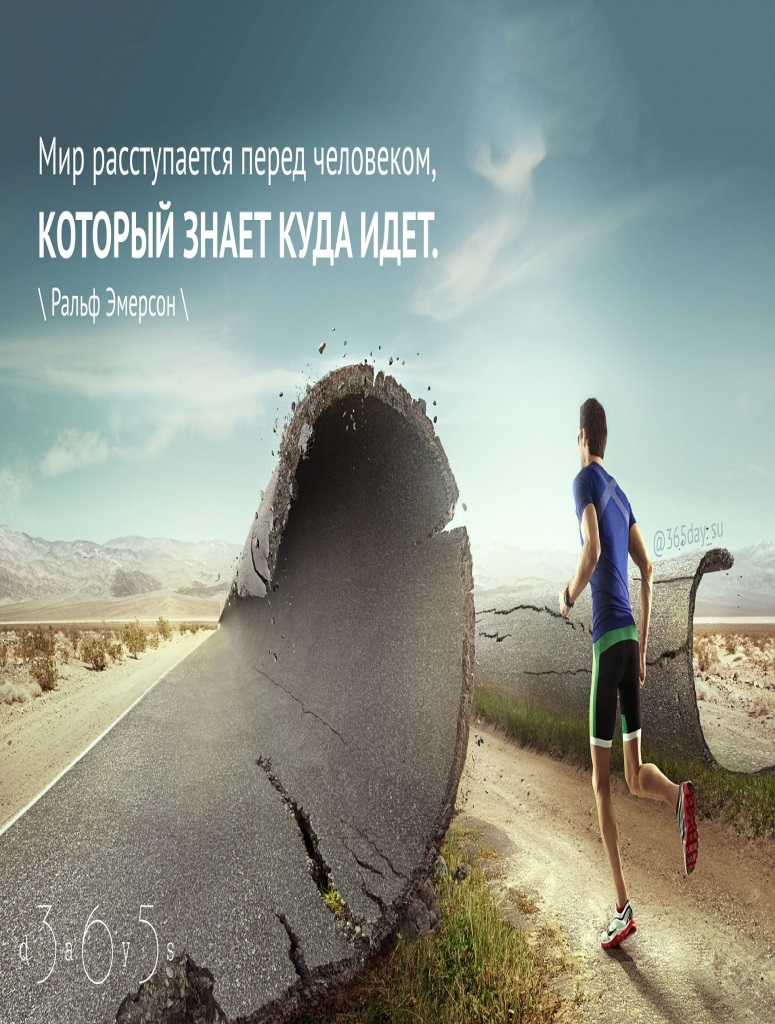 Мир расступается перед человеком,
КОТОРЫЙ ЗНАЕТ КУДА ИДЕТ.
\ Ральф Эмерсон \
@365day_su
d3a6y5s